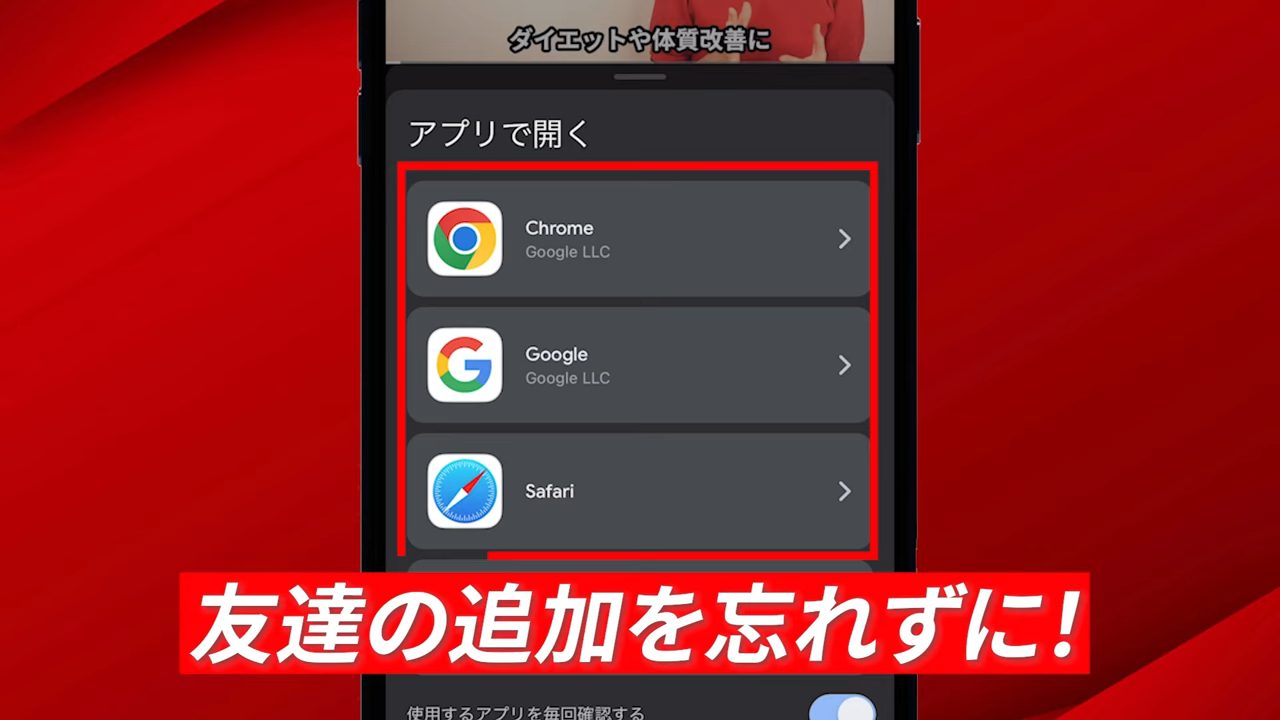 ダイエットや体質改善に
アプリで開く
Chrome
Google LLC
Google
Google LLC
Safari
友達の追加を忘れずに!
使用するアプリを毎回確認する